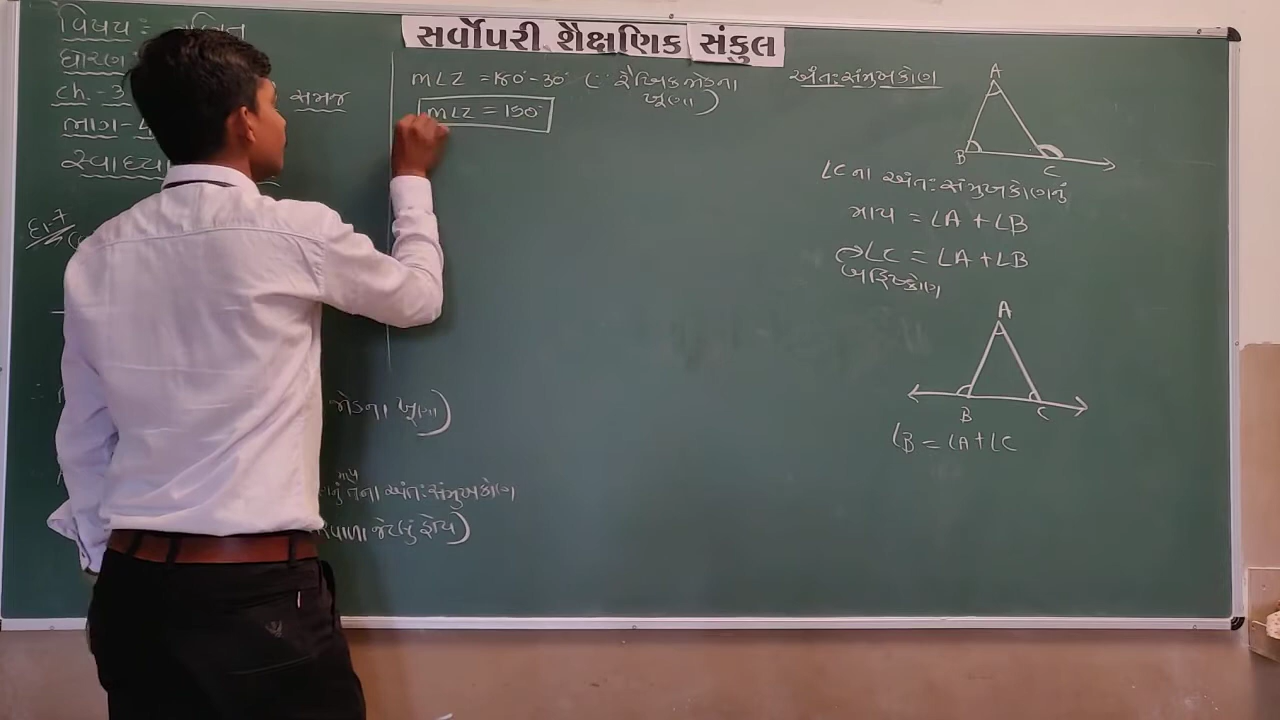 સર્વોપરી શૈક્ષણિક સંકુલ
વિષય :
ધોરણ
ch. - 3 સમજ
ભાગ - 4
સ્વાધ્યા
દા-7
m∠Z = 180° - 30° (∵ રૈખિક જોડના
ખૂણા)
m∠Z = 150°
જોડના ખૂણા)
માપ
તેના અંતઃસંમુખકોણ
જેટલું હોય)
અંતઃસંમુખકોણ
A
B
C
∠C ના અંતઃસંમુખકોણનું
માપ = ∠A + ∠B
∠C = ∠A + ∠B
બહિષ્કોણ
A
B
C
∠B = ∠A + ∠C